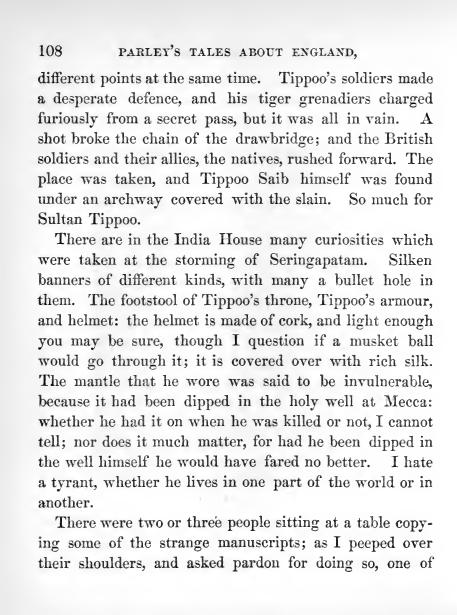 108 PARLEY'S TALES ABOUT ENGLAND,
different points at the same time. Tippoo's soldiers made
a desperate defence, and his tiger grenadiers charged
furiously from a secret pass, but it was all in vain. A
shot broke the chain of the drawbridge; and the British
soldiers and their allies, the natives, rushed forward. The
place was taken, and Tippoo Saib himself was found
under an archway covered with the slain. So much for
Sultan Tippoo.
There are in the India House many curiosities which
were taken at the storming of Seringapatam. Silken
banners of different kinds, with many a bullet hole in
them. The footstool of Tippoo's throne, Tippoo's armour,
and helmet: the helmet is made of cork, and light enough
you may be sure, though I question if a musket ball
would go through it; it is covered over with rich silk.
The mantle that he wore was said to be invulnerable,
because it had been dipped in the holy well at Mecca:
whether he had it on when he was killed or not, I cannot
tell; nor does it much matter, for had he been dipped in
the well himself he would have fared no better. I hate
a tyrant, whether he lives in one part of the world or in
another.
There were two or three people sitting at a table copy-
ing some of the strange manuscripts; as I peeped over
their shoulders, and asked pardon for doing so, one of